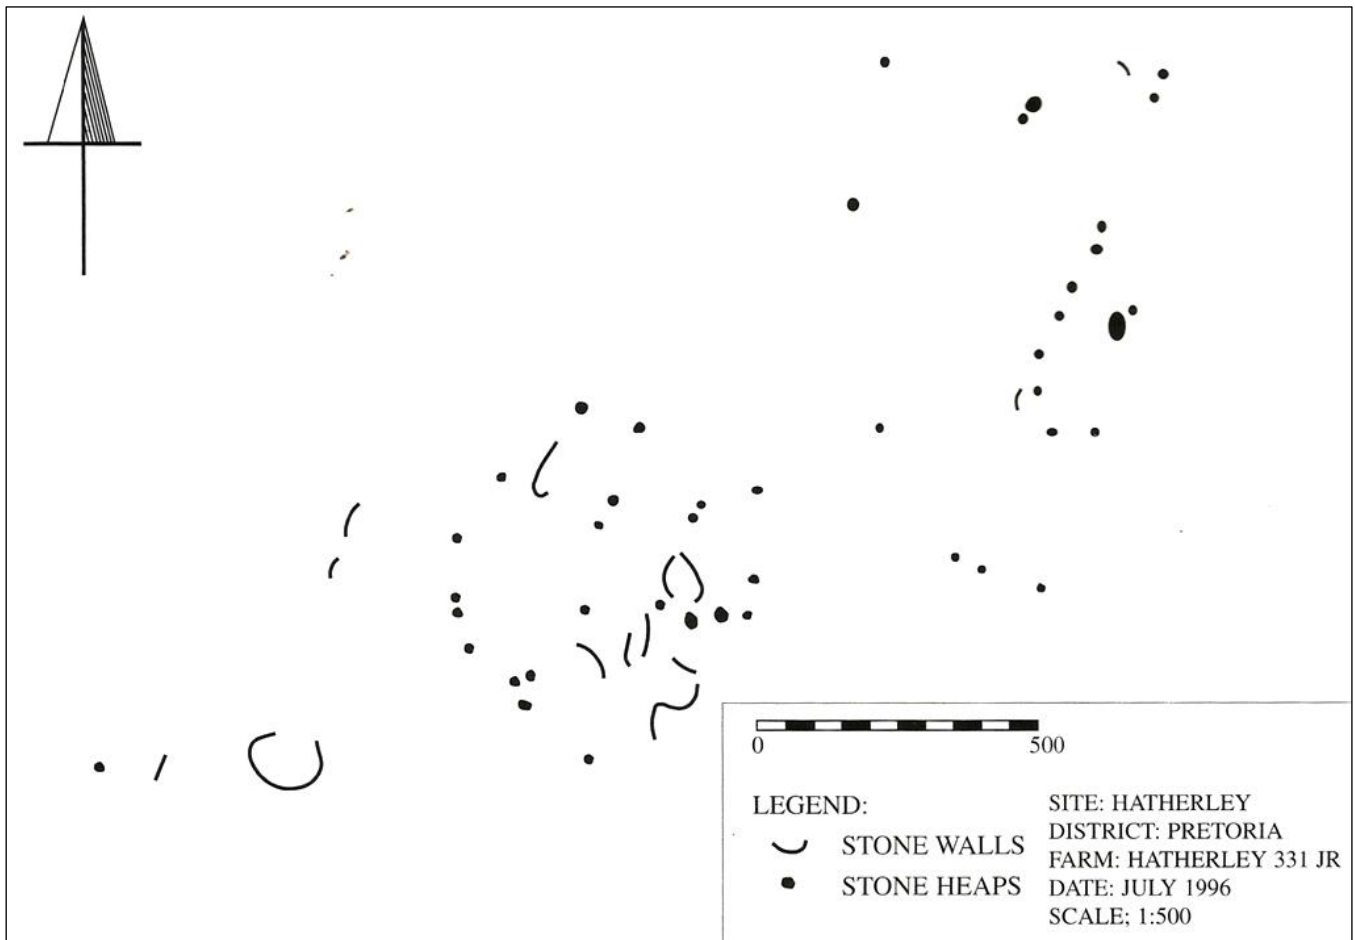 0 500
LEGEND:
STONE WALLS
STONE HEAPS
SITE: HATHERLEY
DISTRICT: PRETORIA
FARM: HATHERLEY 331 JR
DATE: JULY 1996
SCALE; 1:500